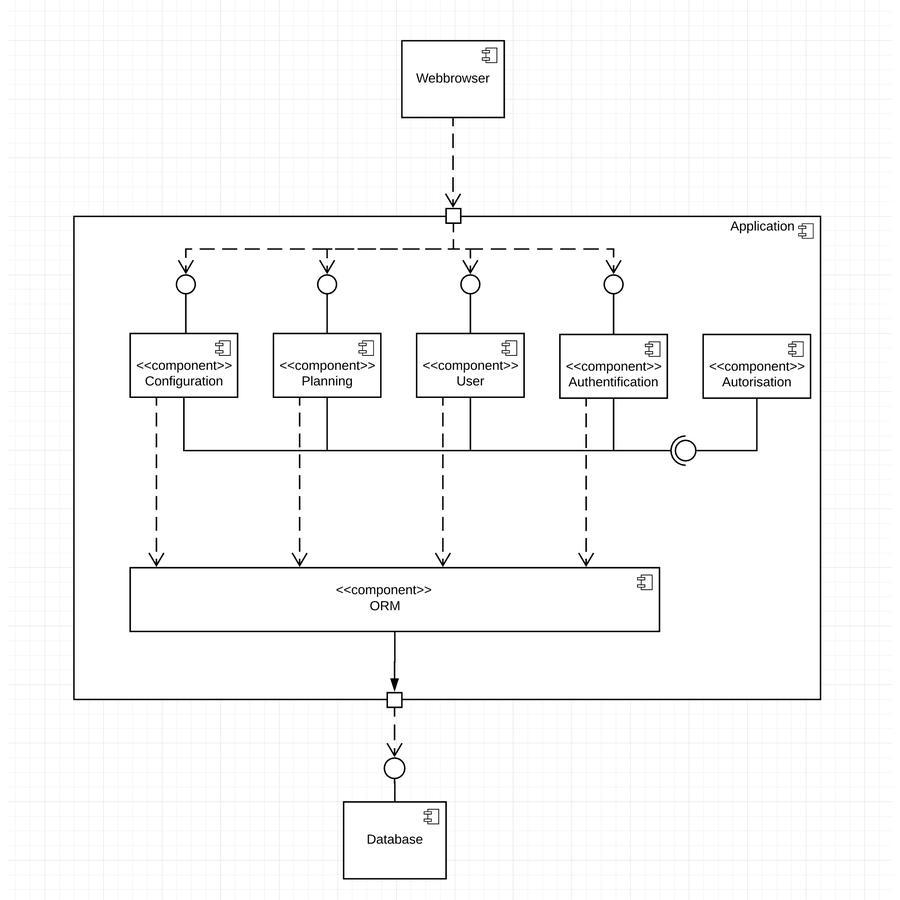 Webbrowser
Application
<<component>>
Configuration
<<component>>
Planning
<<component>>
User
<<component>>
Authentification
<<component>>
Autorisation
<<component>>
ORM
Database